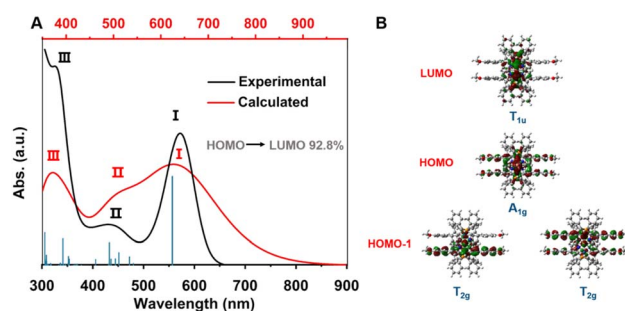 A
300 400 500 600 700 800 900
III
Experimental
Calculated
I
HOMO → LUMO 92.8%
III
II
I
II
Abs. (a.u.)
300 400 500 600 700 800 900
Wavelength (nm)
B
LUMO
T1u
HOMO
A1g
HOMO-1
T2g
T2g